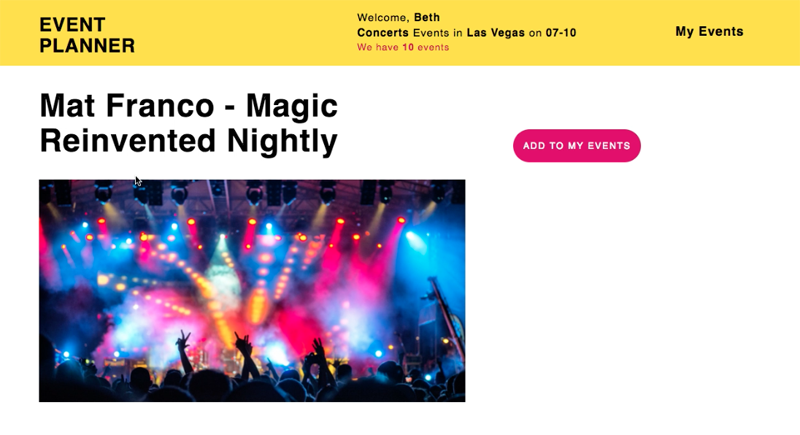 EVENT
PLANNER
Welcome, Beth
Concerts Events in Las Vegas on 07-10
We have 10 events
My Events
Mat Franco - Magic
Reinvented Nightly
ADD TO MY EVENTS